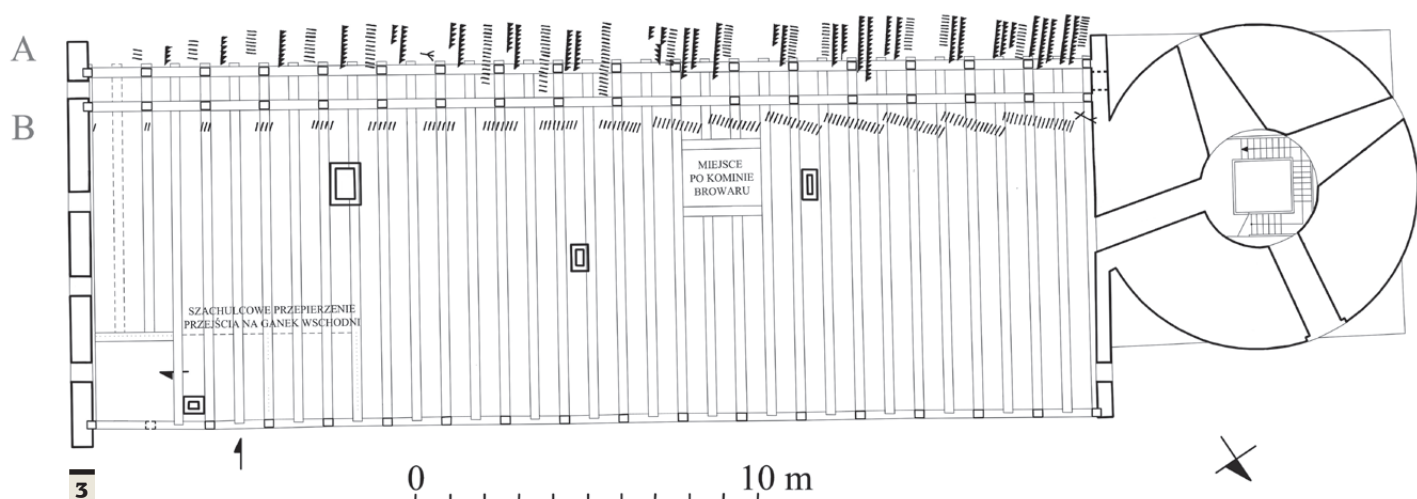 A
B
MIEJSCE
PO KOMINIE
BROWARU
SZACHULCOWE PRZEPIERZENIE
PRZEJŚCIA NA GANEK WSCHODNI
3
0 10 m